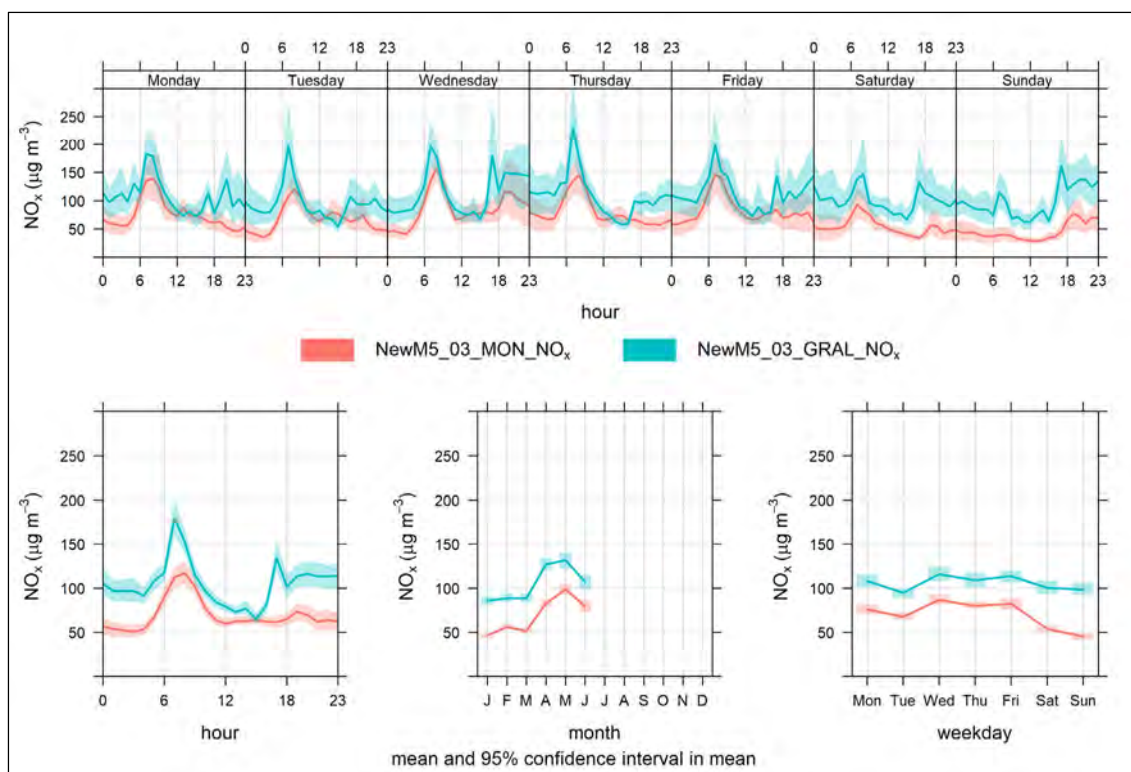 0 6 12 18 23 0 6 12 18 23 0 6 12 18 23
Monday Tuesday Wednesday Thursday Friday Saturday Sunday
NOₓ (µg m⁻³)
250
200
150
100
50
0 6 12 18 23 0 6 12 18 23 0 6 12 18 23 0 6 12 18 23
hour
NewM5_03_MON_NOₓ NewM5_03_GRAL_NOₓ
NOₓ (µg m⁻³)
250
200
150
100
50
0 6 12 18 23
hour
NOₓ (µg m⁻³)
250
200
150
100
50
J F M A M J J A S O N D
month
NOₓ (µg m⁻³)
250
200
150
100
50
Mon Tue Wed Thu Fri Sat Sun
weekday
mean and 95% confidence interval in mean